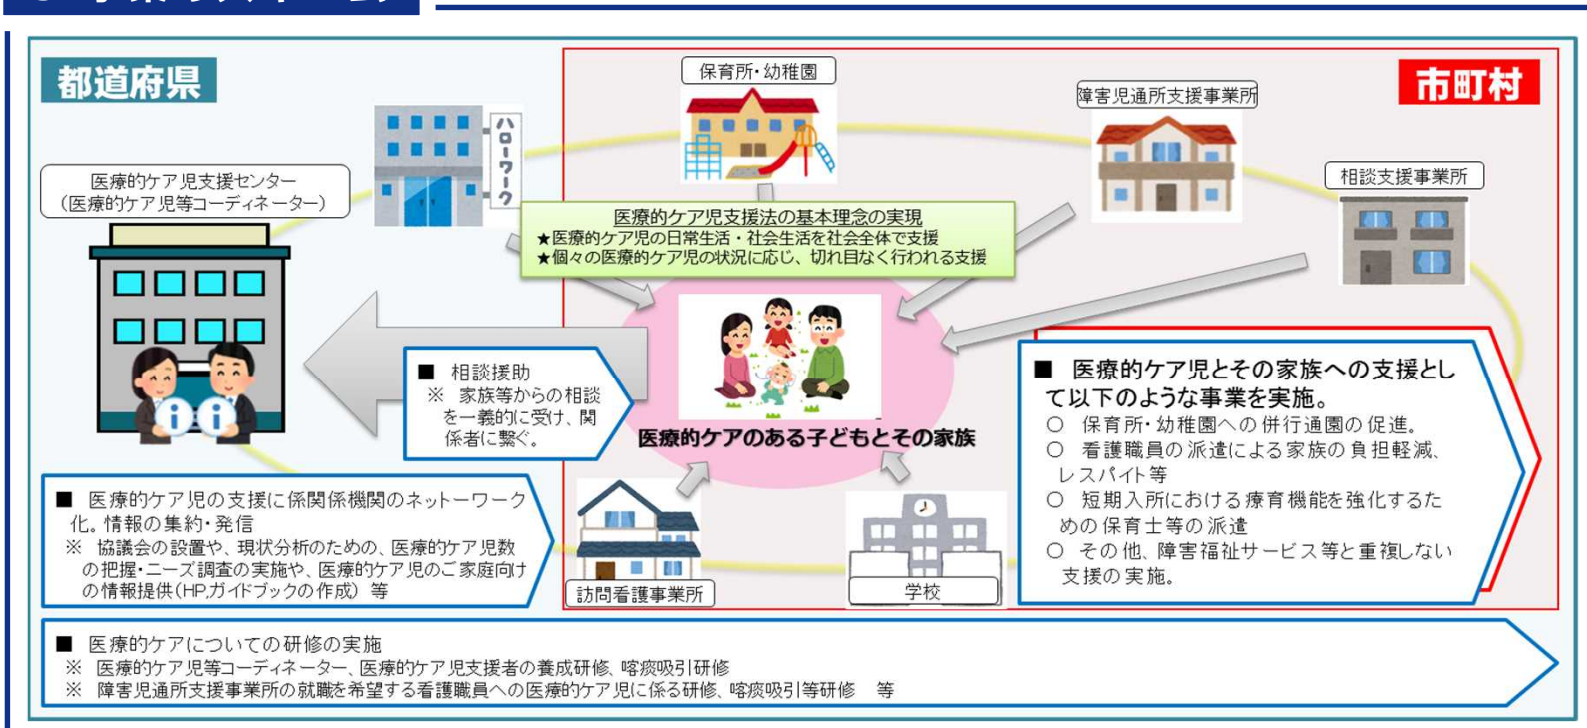 都道府県
市町村
保育所・幼稚園
障害児通所支援事業所
相談支援事業所
ハローワーク
医療的ケア児支援センター
（医療的ケア児等コーディネーター）
医療的ケア児支援法の基本理念の実現
★医療的ケア児の日常生活・社会生活を社会全体で支援
★個々の医療的ケア児の状況に応じ、切れ目なく行われる支援
■ 相談援助
※ 家族等からの相談
を一義的に受け、関
係者に繋ぐ。
医療的ケアのある子どもとその家族
■ 医療的ケア児とその家族への支援とし
て以下のような事業を実施。
○ 保育所・幼稚園への併行通園の促進。
○ 看護職員の派遣による家族の負担軽減、
レスパイト等
○ 短期入所における療育機能を強化するた
めの保育士等の派遣
○ その他、障害福祉サービス等と重複しない
支援の実施。
■ 医療的ケア児の支援に係関係機関のネットーワーク
化。情報の集約・発信
※ 協議会の設置や、現状分析のための、医療的ケア児数
の把握・ニーズ調査の実施や、医療的ケア児のご家庭向け
の情報提供(HP,ガイドブックの作成) 等
訪問看護事業所
学校
■ 医療的ケアについての研修の実施
※ 医療的ケア児等コーディネーター、医療的ケア児支援者の養成研修、喀痰吸引研修
※ 障害児通所支援事業所の就職を希望する看護職員への医療的ケア児に係る研修、喀痰吸引等研修 等